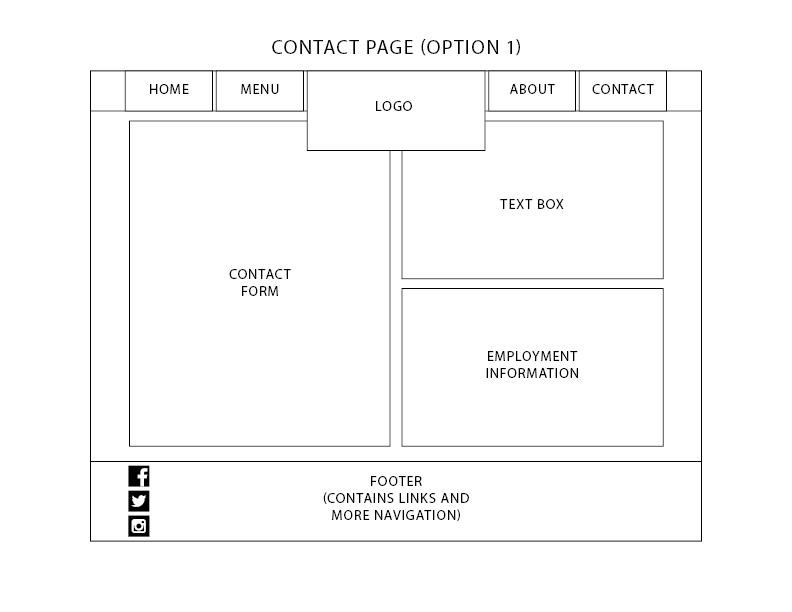 CONTACT PAGE (OPTION 1)
HOME
MENU
LOGO
ABOUT
CONTACT
CONTACT
FORM
TEXT BOX
EMPLOYMENT
INFORMATION
FOOTER
(CONTAINS LINKS AND
MORE NAVIGATION)